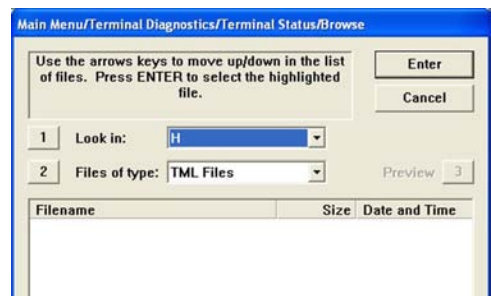 Main Menu/Terminal Diagnostics/Terminal Status/Browse
Use the arrows keys to move up/down in the list
of files. Press ENTER to select the highlighted
file.
Enter
Cancel
1 Look in: H
2 Files of type: TML Files Preview 3
Filename Size Date and Time